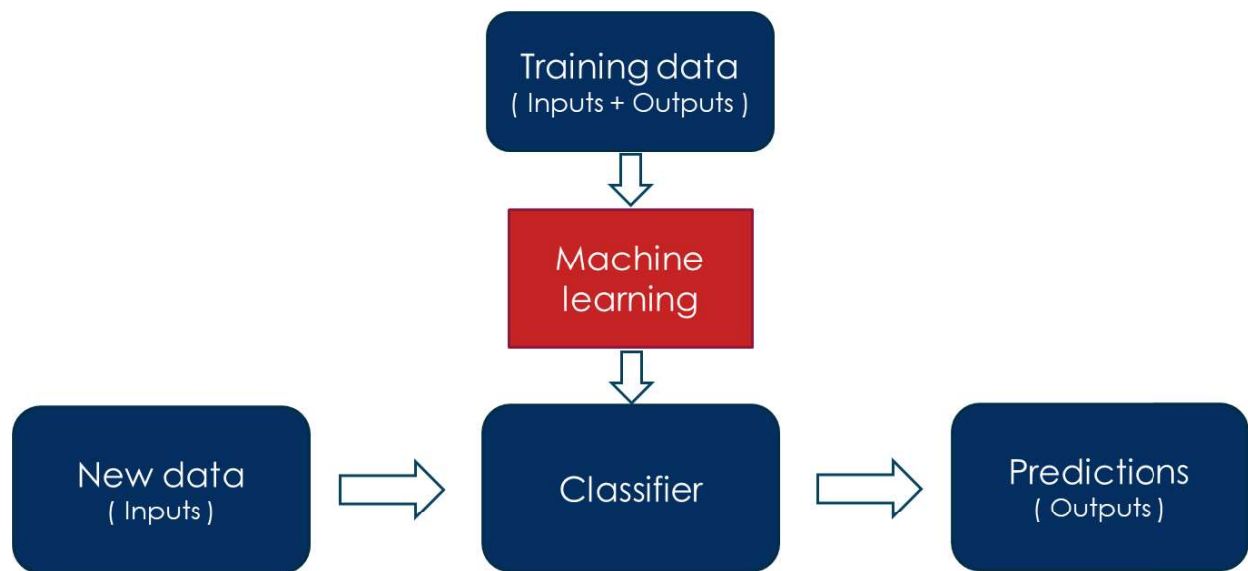 Training data
( Inputs + Outputs )
Machine
learning
New data
( Inputs )
Classifier
Predictions
( Outputs )